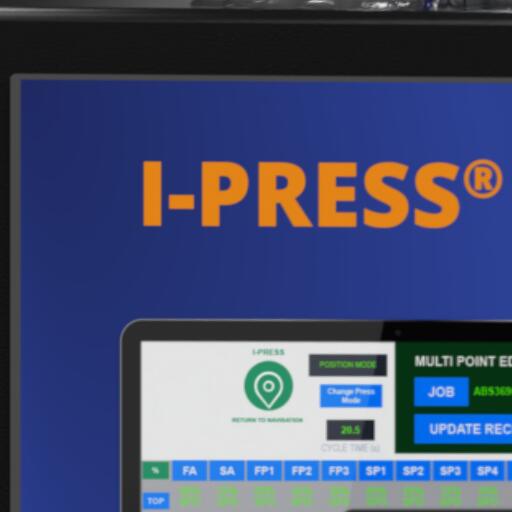 I-PRESS®
I-PRESS
RETURN TO NAVIGATION
POSITION MODE
Change Press
Mode
20.5
CYCLE TIME (s)
MULTI POINT ED
JOB ABS369
UPDATE REC
% FA SA FP1 FP2 FP3 SP1 SP2 SP3 SP4
TOP